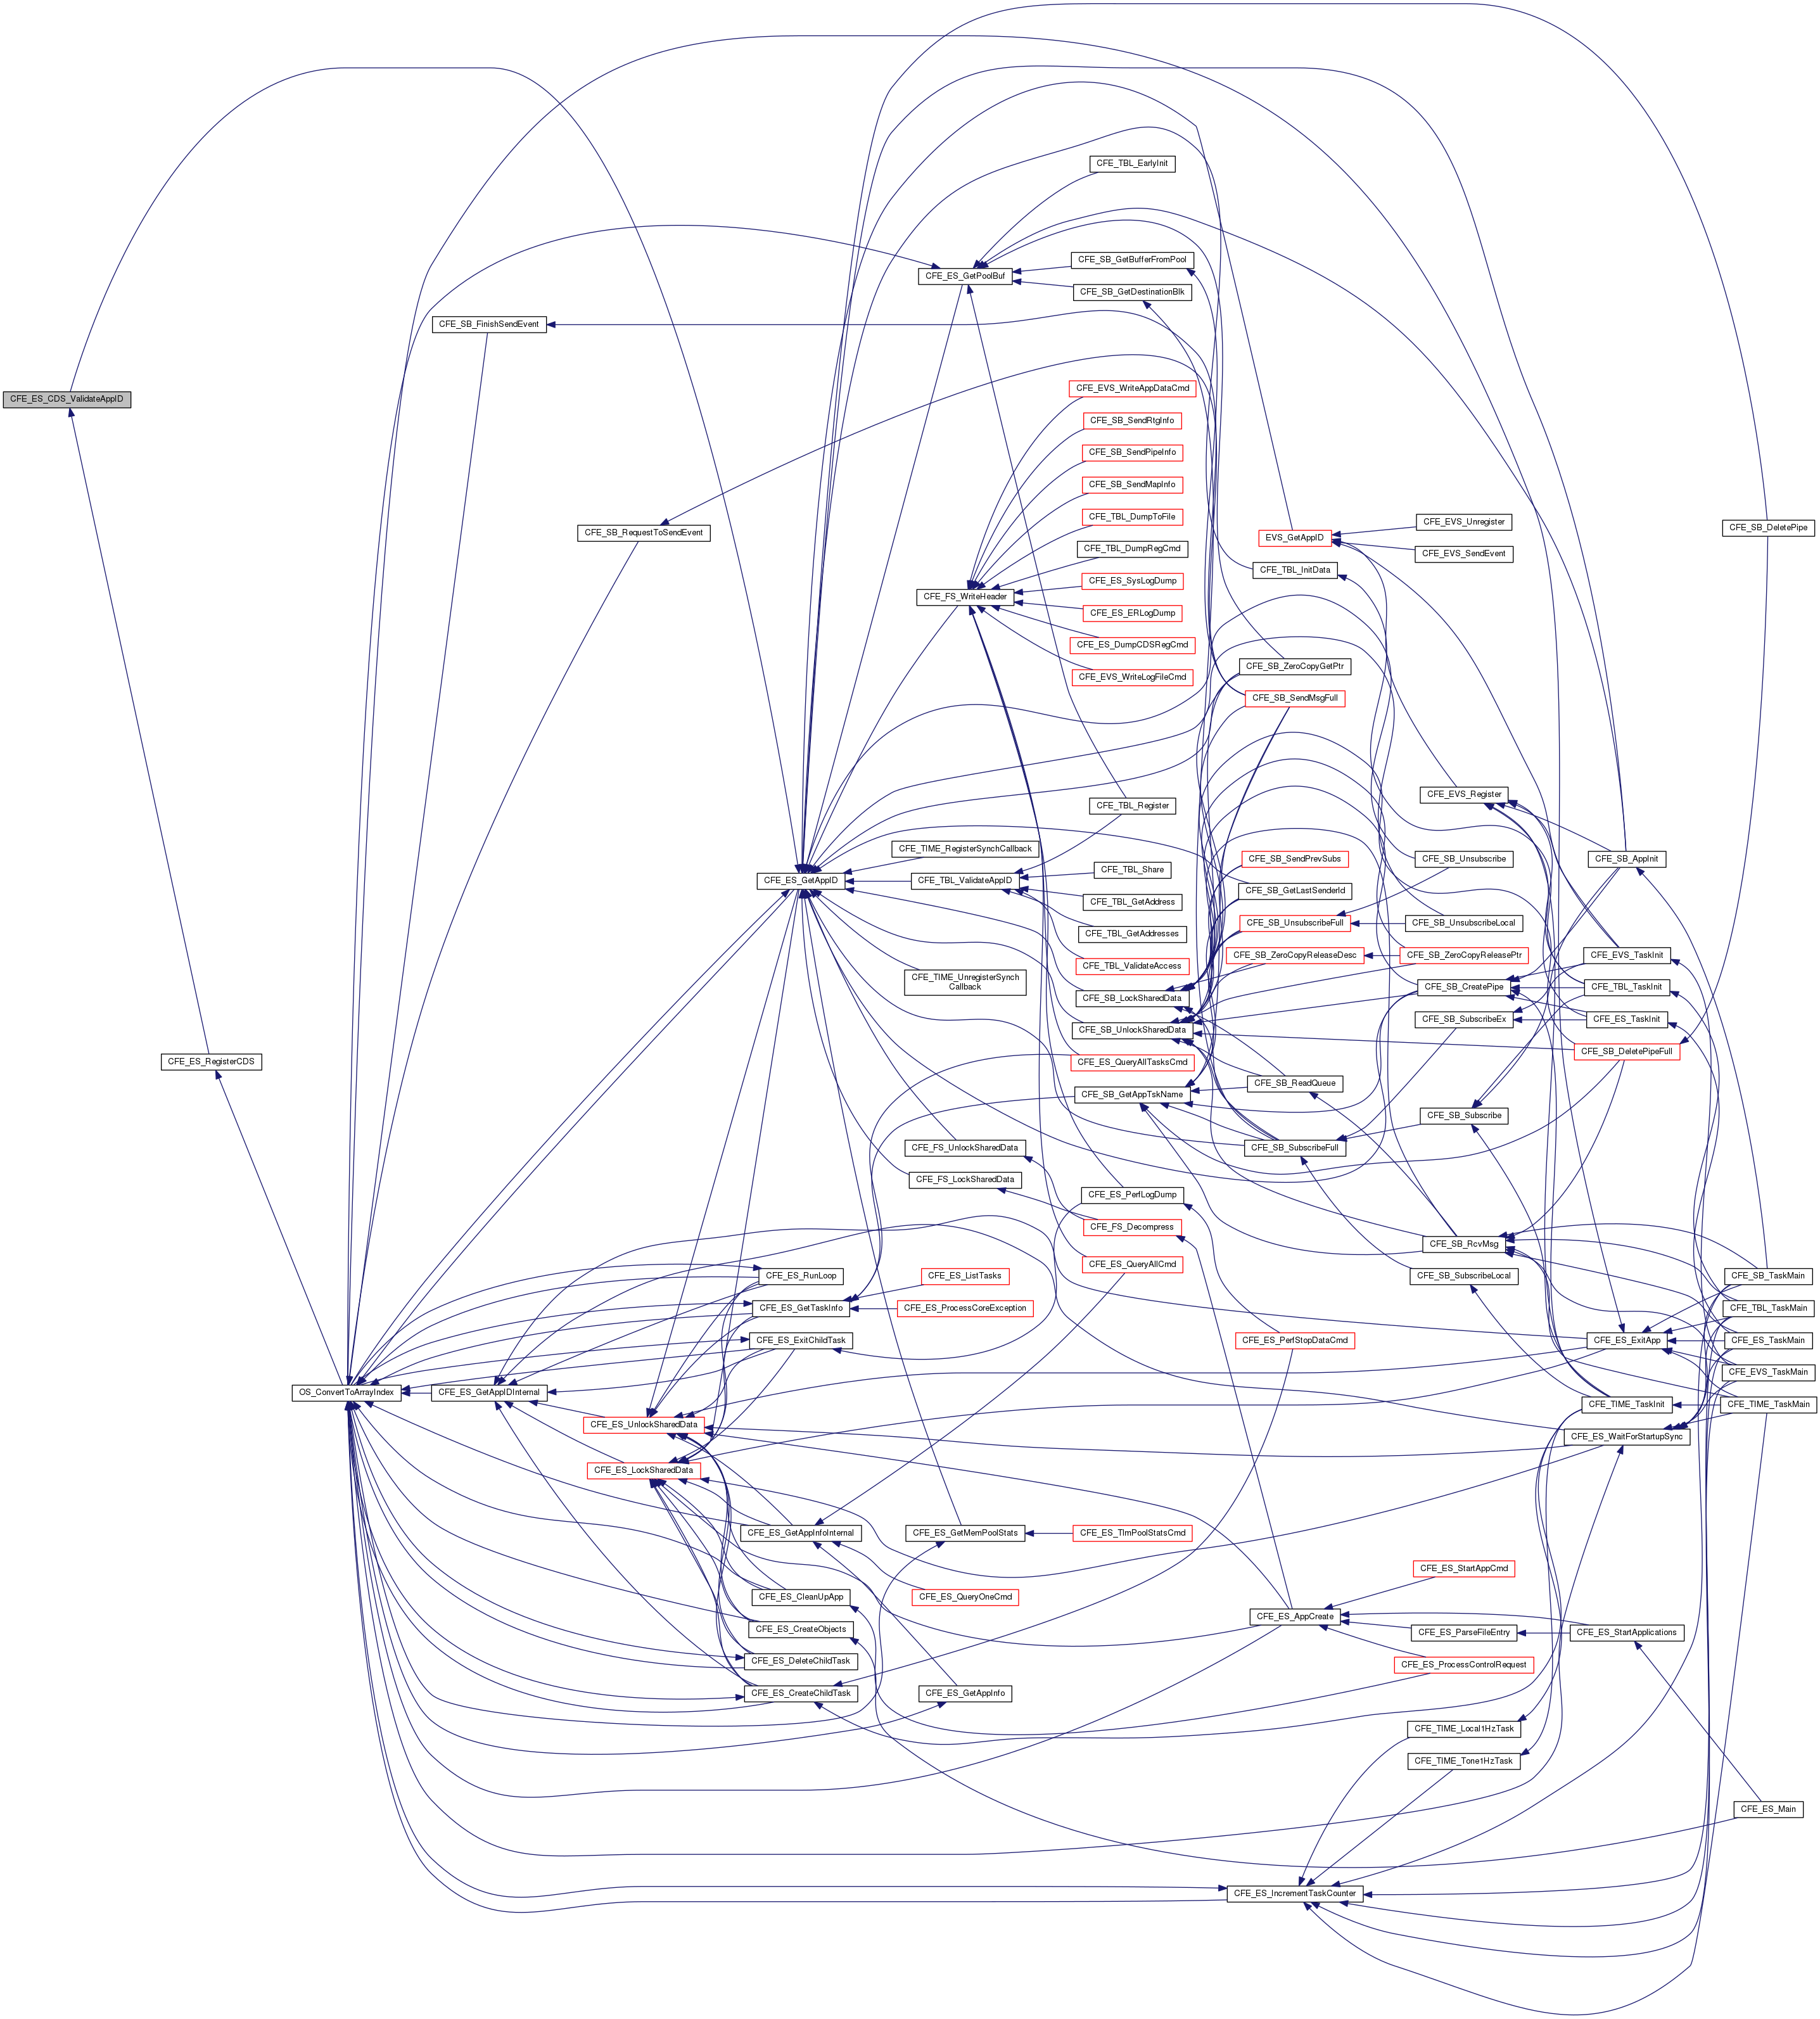 CFE_TBL_EarlyInit
CFE_SB_GetBufferFromPool
CFE_ES_GetPoolBuf
CFE_SB_GetDestinationBlk
CFE_SB_FinishSendEvent
CFE_EVS_WriteAppDataCmd
CFE_ES_CDS_ValidateAppID
CFE_SB_SendRtgInfo
CFE_SB_SendPipeInfo
CFE_SB_SendMapInfo
CFE_TBL_DumpToFile
CFE_EVS_Unregister
CFE_SB_DeletePipe
CFE_SB_RequestToSendEvent
EVS_GetAppID
CFE_TBL_DumpRegCmd
CFE_EVS_SendEvent
CFE_TBL_InitData
CFE_ES_SysLogDump
CFE_FS_WriteHeader
CFE_ES_ERLogDump
CFE_ES_DumpCDSRegCmd
CFE_SB_ZeroCopyGetPtr
CFE_EVS_WriteLogFileCmd
CFE_SB_SendMsgFull
CFE_EVS_Register
CFE_TBL_Register
CFE_TIME_RegisterSynchCallback
CFE_SB_SendPrevSubs
CFE_SB_Unsubscribe
CFE_SB_AppInit
CFE_TBL_Share
CFE_ES_GetAppID
CFE_TBL_ValidateAppID
CFE_SB_GetLastSenderId
CFE_TBL_GetAddress
CFE_SB_UnsubscribeFull
CFE_SB_UnsubscribeLocal
CFE_TBL_GetAddresses
CFE_SB_ZeroCopyReleaseDesc
CFE_SB_ZeroCopyReleasePtr
CFE_EVS_TaskInit
CFE_TBL_ValidateAccess
CFE_TIME_UnregisterSynch
Callback
CFE_SB_CreatePipe
CFE_TBL_TaskInit
CFE_SB_LockSharedData
CFE_SB_SubscribeEx
CFE_ES_TaskInit
CFE_SB_UnlockSharedData
CFE_SB_DeletePipeFull
CFE_ES_RegisterCDS
CFE_ES_QueryAllTasksCmd
CFE_SB_ReadQueue
CFE_SB_GetAppTskName
CFE_SB_Subscribe
CFE_FS_UnlockSharedData
CFE_SB_SubscribeFull
CFE_FS_LockSharedData
CFE_ES_PerfLogDump
CFE_FS_Decompress
CFE_SB_RcvMsg
CFE_ES_QueryAllCmd
CFE_ES_RunLoop
CFE_ES_ListTasks
CFE_SB_SubscribeLocal
CFE_SB_TaskMain
CFE_ES_GetTaskInfo
CFE_ES_ProcessCoreException
CFE_TBL_TaskMain
CFE_ES_ExitChildTask
CFE_ES_PerfStopDataCmd
CFE_ES_ExitApp
CFE_ES_TaskMain
CFE_EVS_TaskMain
OS_ConvertToArrayIndex
CFE_ES_GetAppIDInternal
CFE_TIME_TaskInit
CFE_TIME_TaskMain
CFE_ES_UnlockSharedData
CFE_ES_WaitForStartupSync
CFE_ES_LockSharedData
CFE_ES_GetAppInfoInternal
CFE_ES_GetMemPoolStats
CFE_ES_TlmPoolStatsCmd
CFE_ES_StartAppCmd
CFE_ES_CleanUpApp
CFE_ES_QueryOneCmd
CFE_ES_AppCreate
CFE_ES_CreateObjects
CFE_ES_ParseFileEntry
CFE_ES_StartApplications
CFE_ES_DeleteChildTask
CFE_ES_ProcessControlRequest
CFE_ES_CreateChildTask
CFE_ES_GetAppInfo
CFE_TIME_Local1HzTask
CFE_TIME_Tone1HzTask
CFE_ES_Main
CFE_ES_IncrementTaskCounter